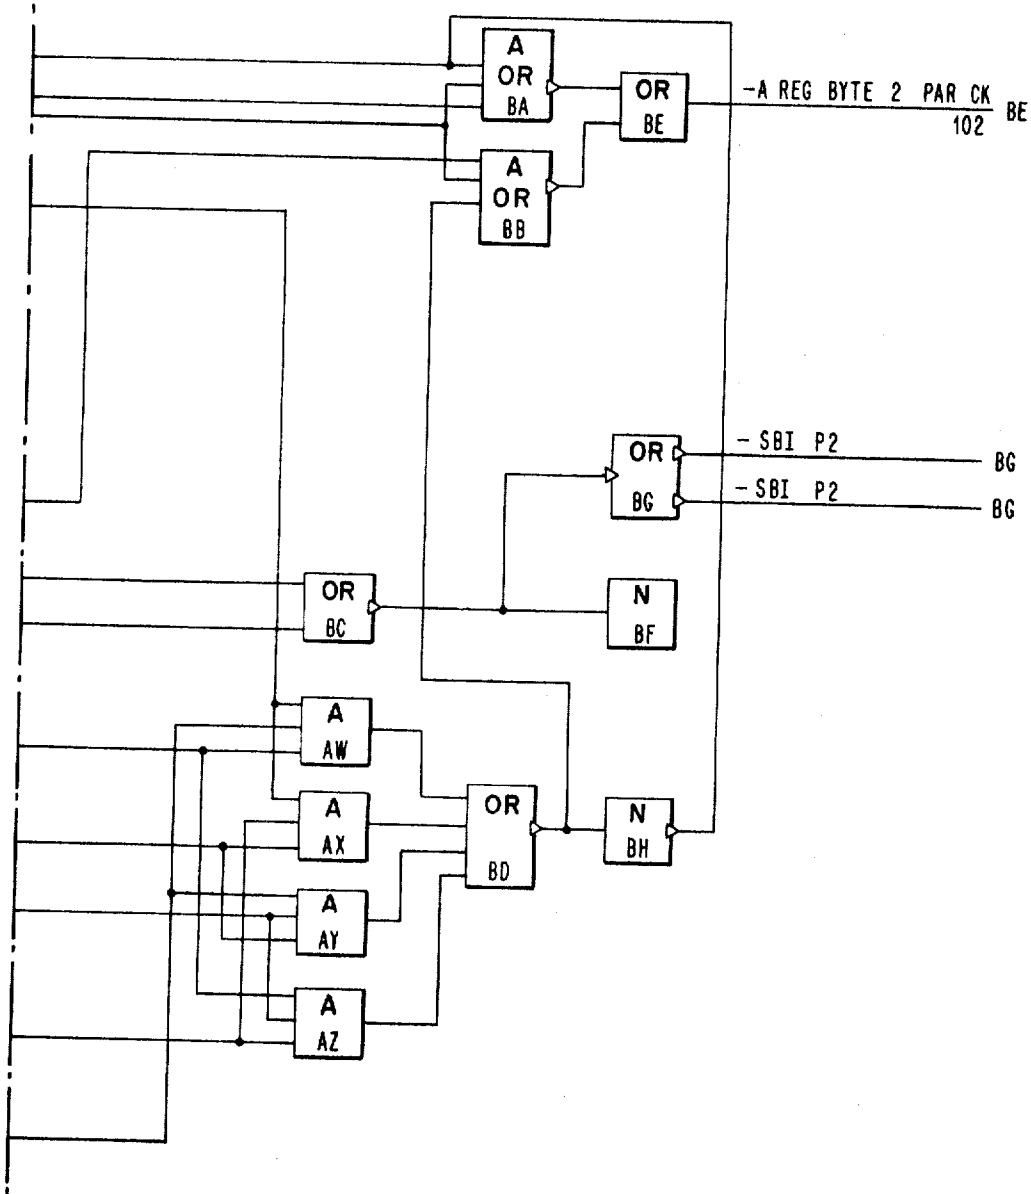 A
OR
BA
OR
BE
-A REG BYTE 2 PAR CK
102
BE
A
OR
BB
OR
BG
- SBI P2
BG
- SBI P2
BG
OR
BC
N
BF
A
AW
A
AX
OR
BD
N
BH
A
AY
A
AZ